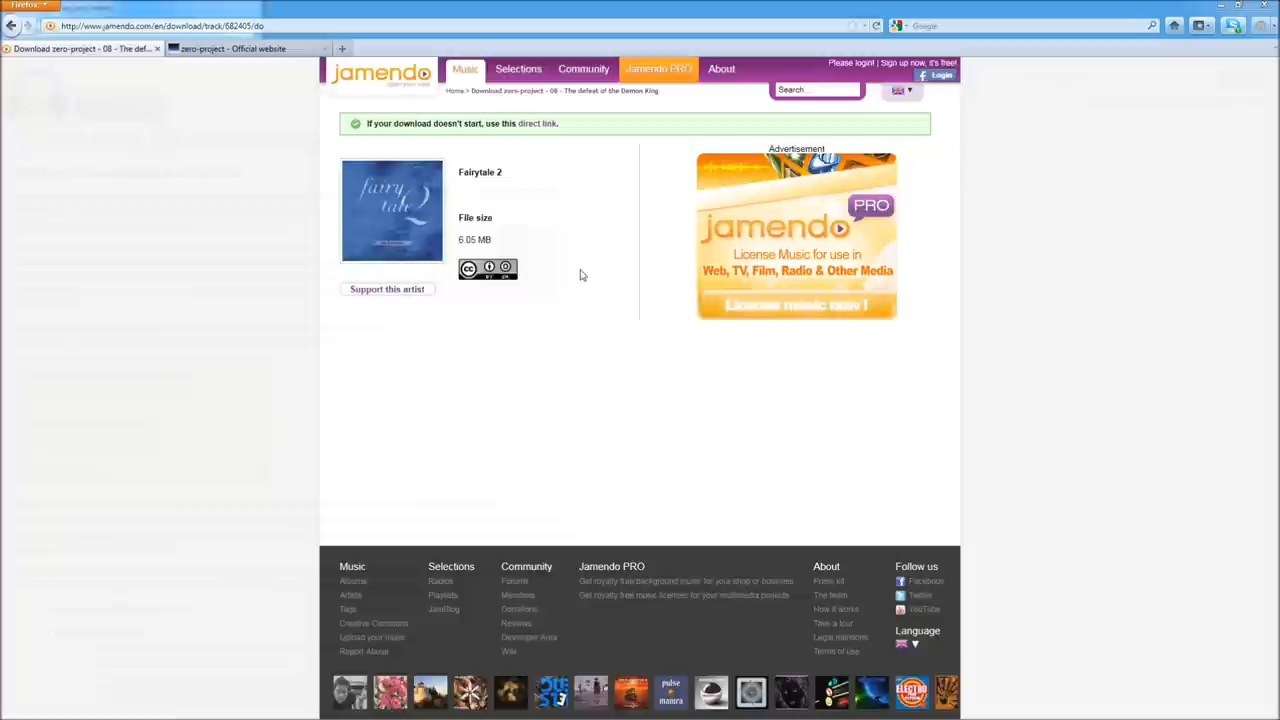 Firefox
http://www.jamendo.com/en/download/track/682405/do
Google
Download zero-project - 08 - The def...
zero-project - Official website
jamendo
Music
Selections
Community
Jamendo PRO
About
Please login! | Sign up now, it's free!
Login
Home > Download zero-project - 08 - The defeat of the Demon King
Search...
If your download doesn't start, use this direct link.
Advertisement
fairy
tale 2
Fairytale 2
File size
6.05 MB
Support this artist
PRO
jamendo
License Music for use in
Web, TV, Film, Radio & Other Media
License music now !
Music
Albums
Artists
Tags
Creative Commons
Upload your music
Report Abuse
Selections
Radios
Playlists
JamBlog
Community
Forums
Members
Donations
Reviews
Developer Area
Wiki
Jamendo PRO
Get royalty free background music for your shop or business
Get royalty free music licenses for your multimedia projects
About
Press kit
The team
How it works
Take a tour
Legal mentions
Terms of use
Follow us
Facebook
Twitter
YouTube
Language
pulse
mantra
ELECTRO